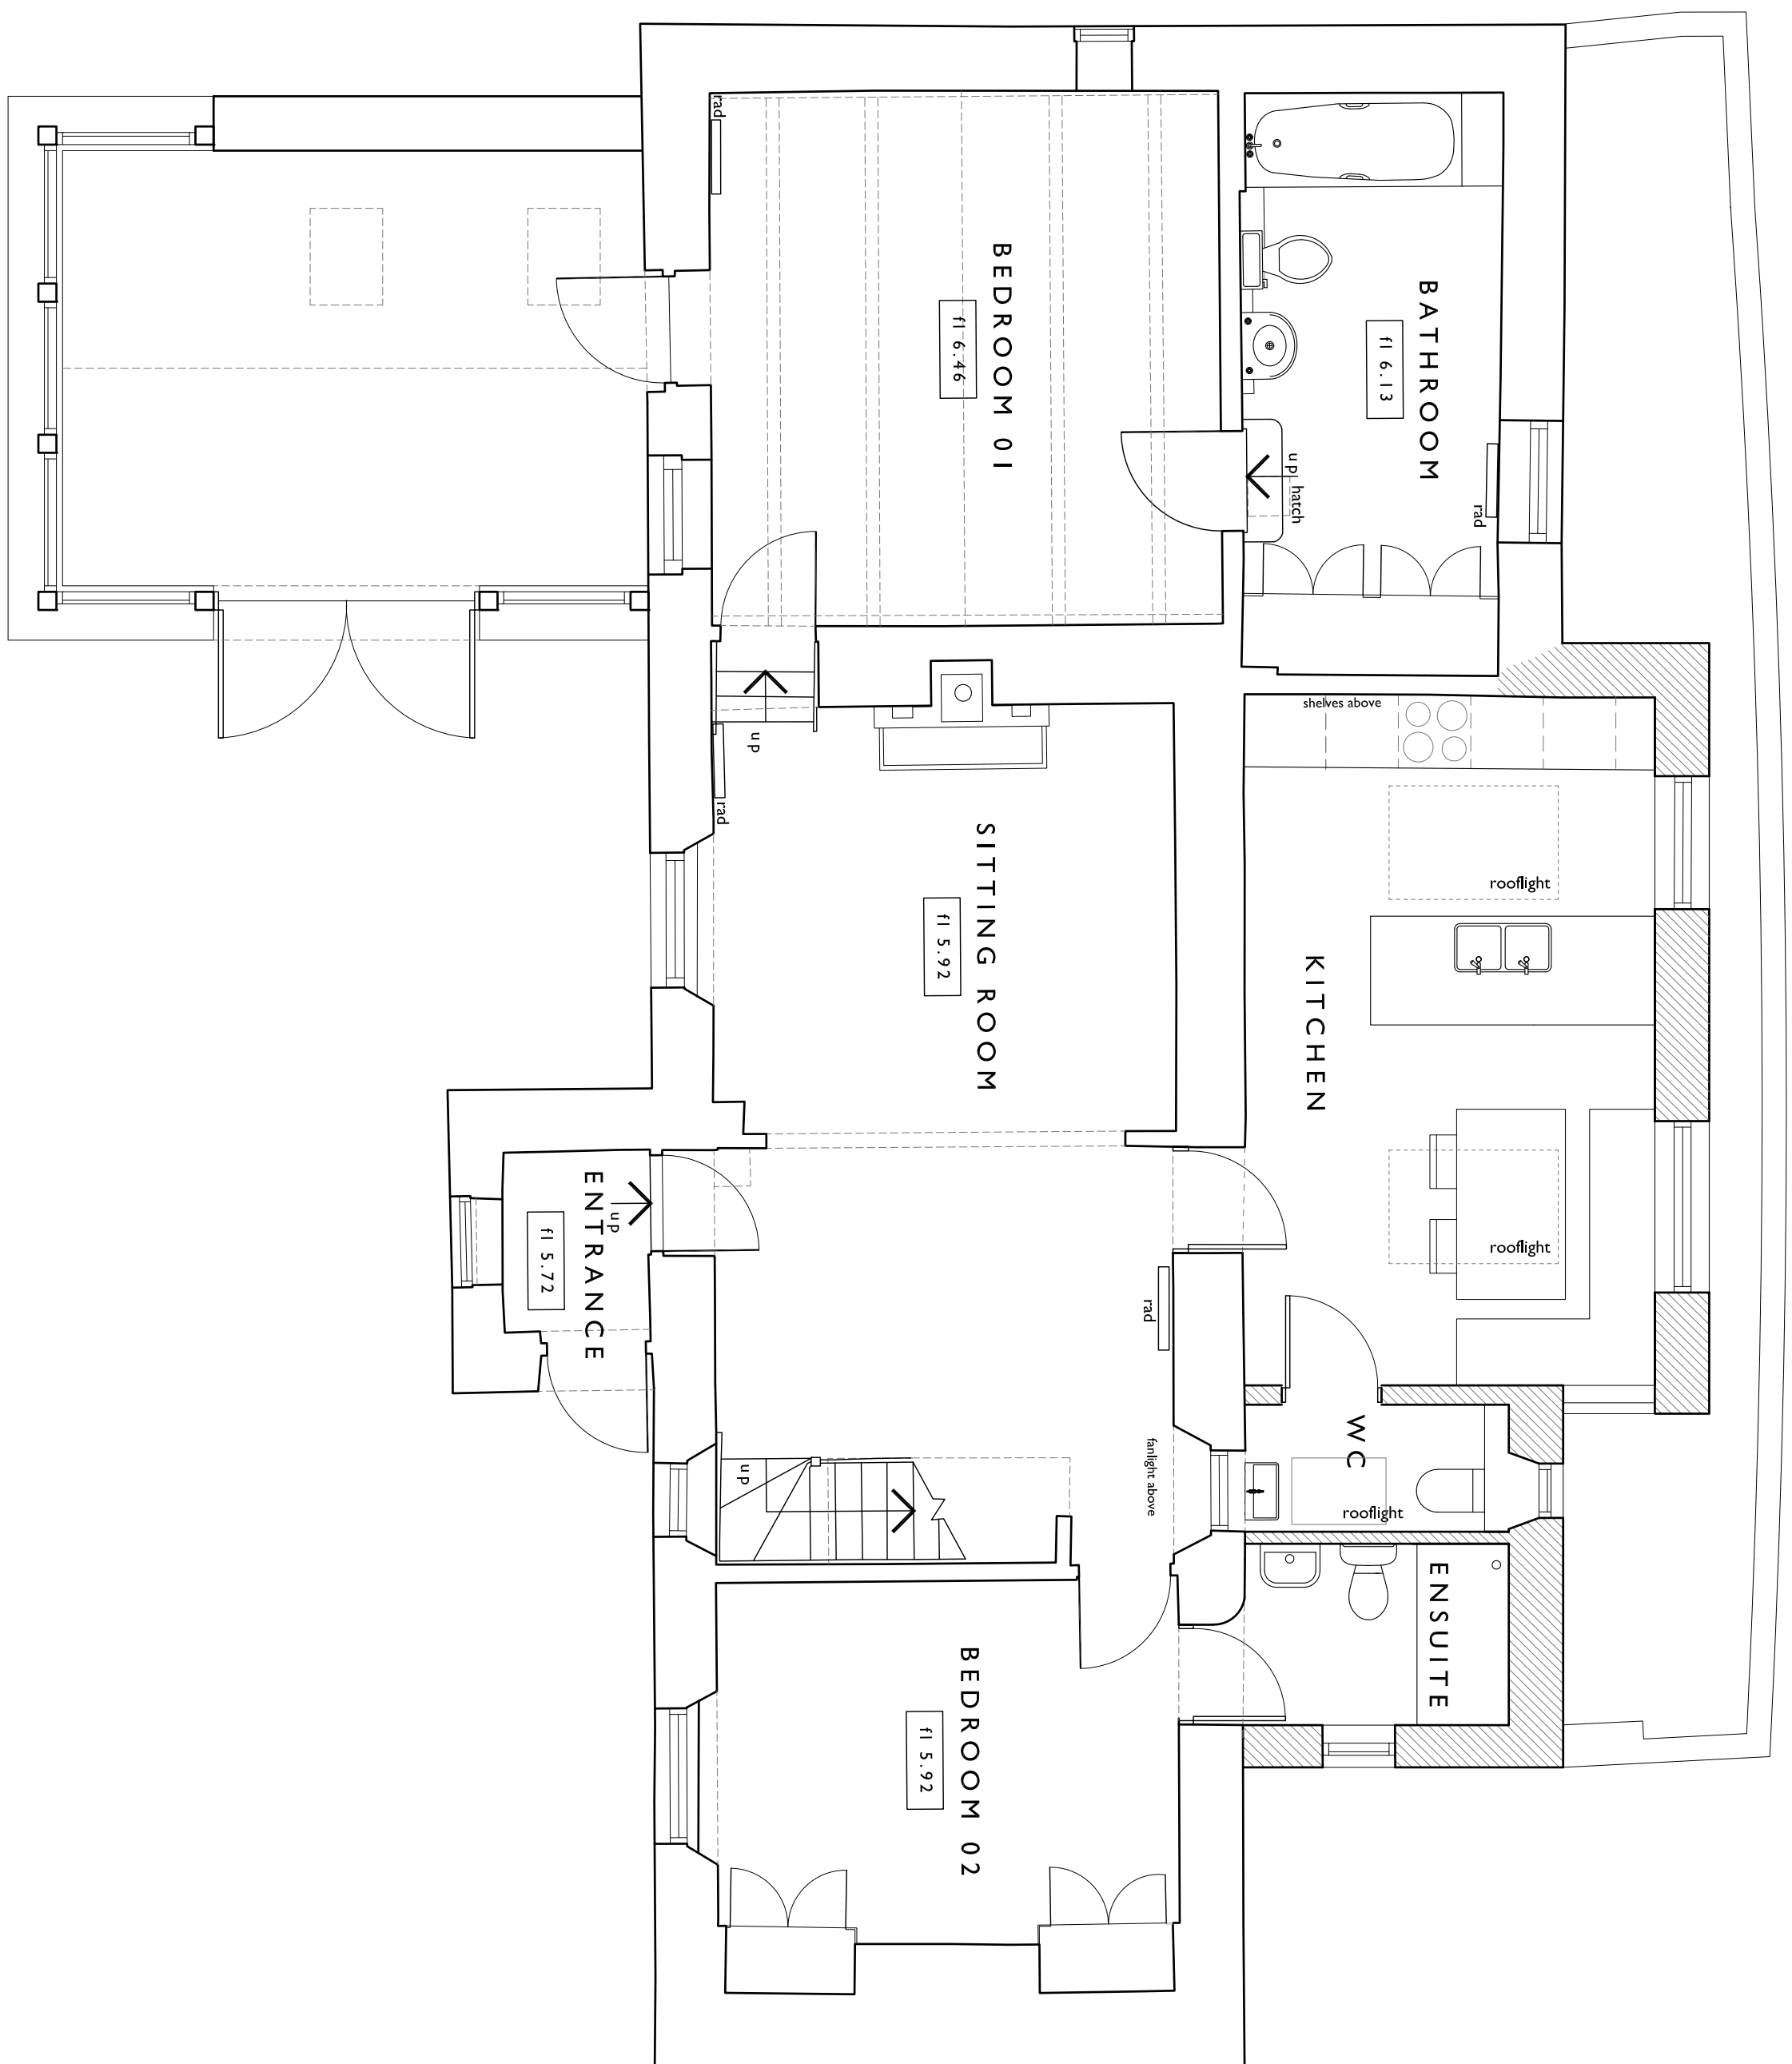 rad
BEDROOM 01
fl 6.46
BATHROOM
fl 6.13
up
hatch
rad
up
rad
shelves above
rooflight
SITTING ROOM
fl 5.92
KITCHEN
rooflight
ENTRANCE
fl 5.72
up
rad
up
fanlight above
WC
rooflight
ENSUITE
BEDROOM 02
fl 5.92